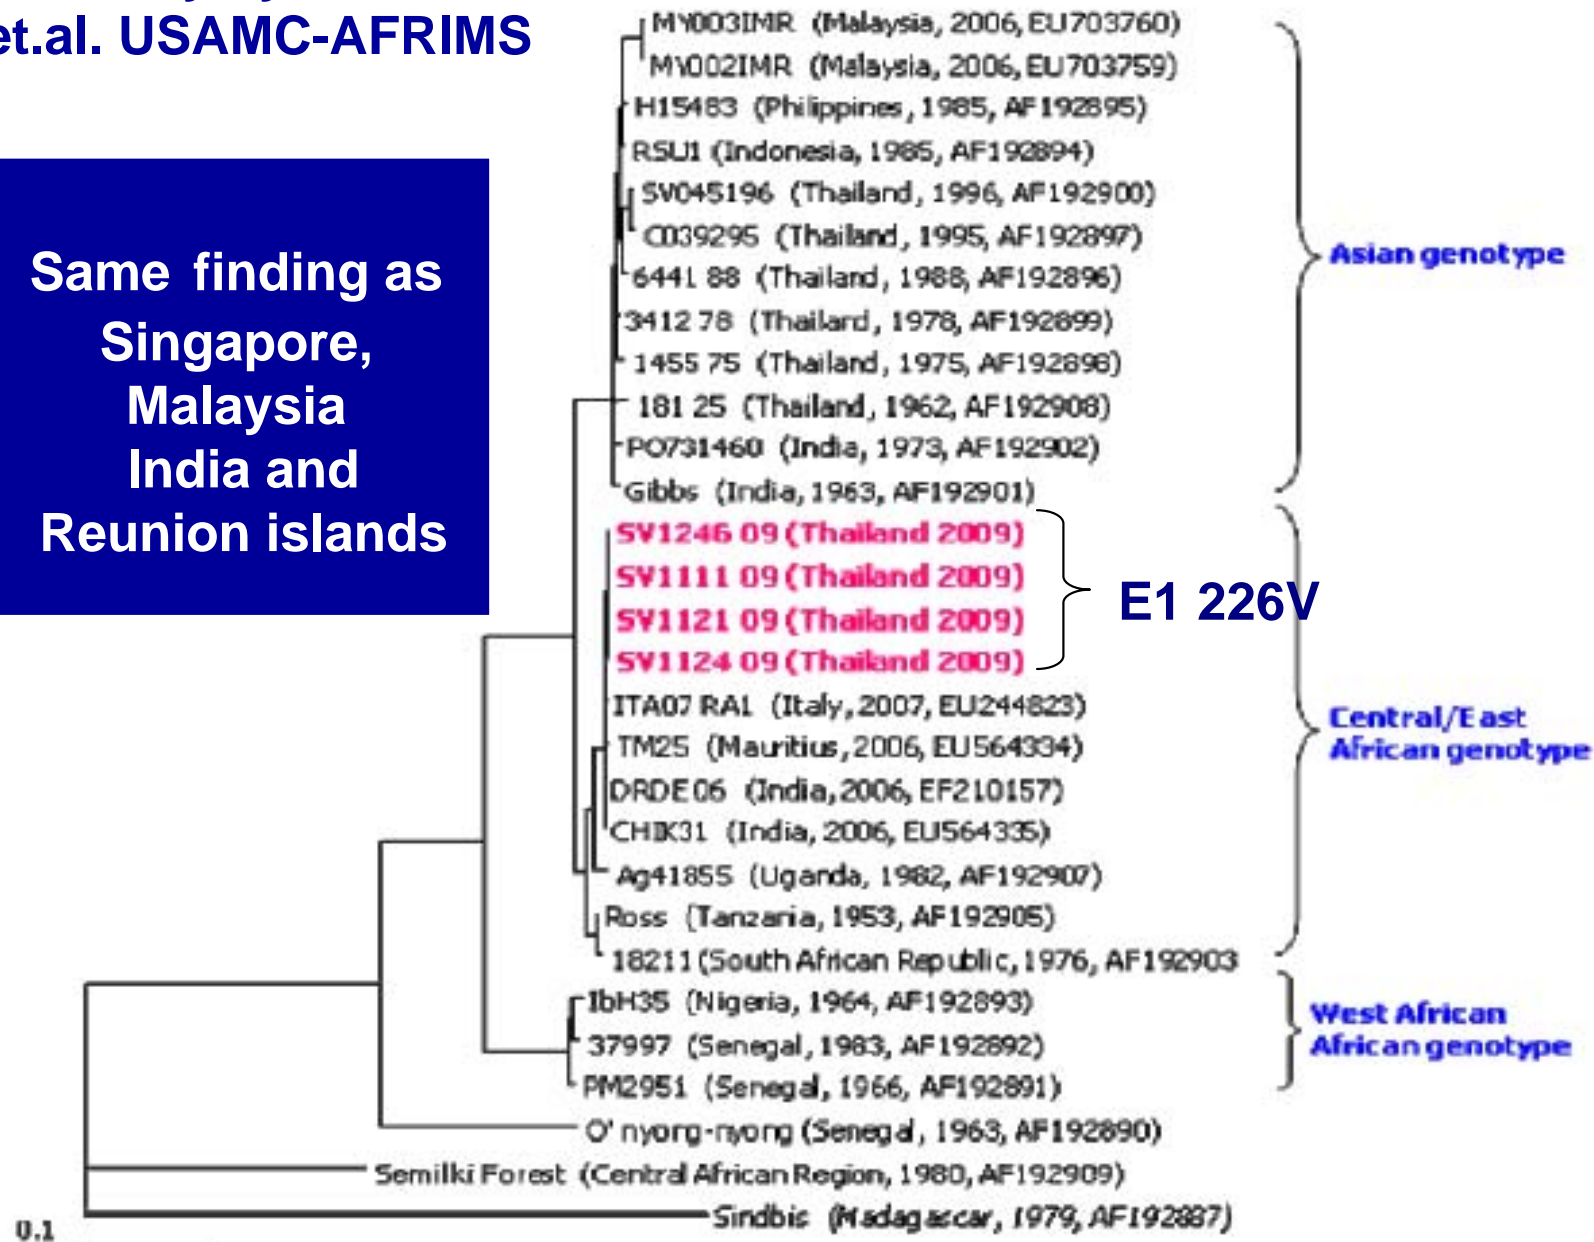 et.al. USAMC-AFRIMS
Same finding as
Singapore,
Malaysia
India and
Reunion islands
MY003IMR (Malaysia, 2006, EU703760)
MY002IMR (Malaysia, 2006, EU703759)
H15483 (Philippines, 1985, AF192895)
RSU1 (Indonesia, 1985, AF192894)
SV045196 (Thailand, 1996, AF192900)
C039295 (Thailand, 1995, AF192897)
6441 88 (Thailand, 1988, AF192896)
3412 78 (Thailand, 1978, AF192899)
1455 75 (Thailand, 1975, AF192898)
181 25 (Thailand, 1962, AF192908)
PO731460 (India, 1973, AF192902)
Gibbs (India, 1963, AF192901)
Asian genotype
SV1246 09 (Thailand 2009)
SV1111 09 (Thailand 2009)
SV1121 09 (Thailand 2009)
SV1124 09 (Thailand 2009)
E1 226V
ITA07 RA1 (Italy, 2007, EU244823)
TM25 (Mauritius, 2006, EU564334)
DRDE 06 (India, 2006, EF210157)
CHIK31 (India, 2006, EU564335)
Ag41855 (Uganda, 1982, AF192907)
Ross (Tanzania, 1953, AF192905)
18211 (South African Republic, 1976, AF192903
Central/East
African genotype
IbH35 (Nigeria, 1964, AF192893)
37997 (Senegal, 1983, AF192892)
PM2951 (Senegal, 1966, AF192891)
West African
African genotype
O' nyong-nyong (Senegal, 1963, AF192890)
Semilki Forest (Central African Region, 1980, AF192909)
Sindbis (Madagascar, 1979, AF192887)
0.1